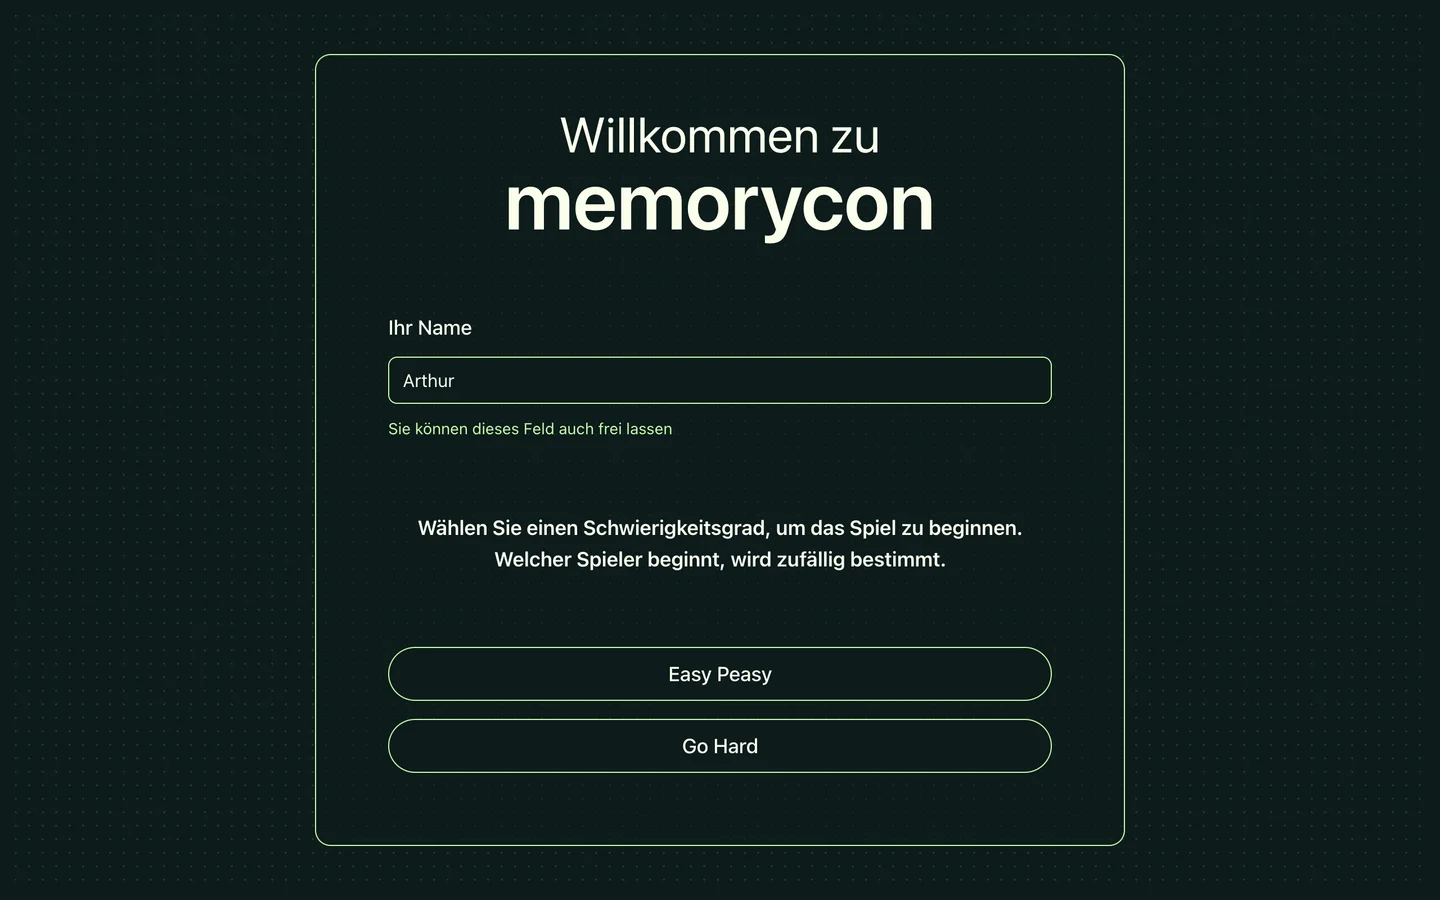 Willkommen zu
memorycon
Ihr Name
Arthur
Sie können dieses Feld auch frei lassen
Wählen Sie einen Schwierigkeitsgrad, um das Spiel zu beginnen.
Welcher Spieler beginnt, wird zufällig bestimmt.
Easy Peasy
Go Hard